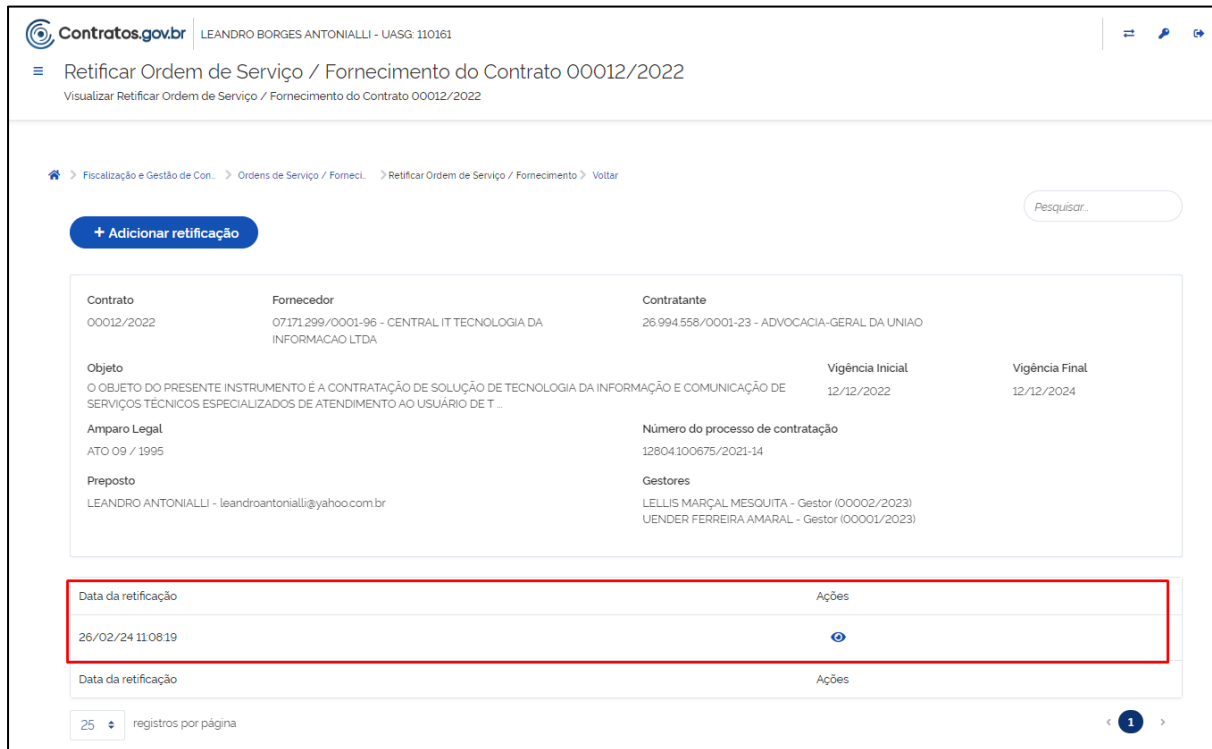 Contratos.gov.br LEANDRO BORGES ANTONIALLI - UASG: 110161
Retificar Ordem de Serviço / Fornecimento do Contrato 00012/2022
Visualizar Retificar Ordem de Serviço / Fornecimento do Contrato 00012/2022
> Fiscalização e Gestão de Con... > Ordens de Serviço / Forneci... > Retificar Ordem de Serviço / Fornecimento > Voltar
Pesquisar...
+ Adicionar retificação
Contrato Fornecedor Contratante
00012/2022 07.171.299/0001-96 - CENTRAL IT TECNOLOGIA DA 26.994.558/0001-23 - ADVOCACIA-GERAL DA UNIAO
INFORMACAO LTDA
Objeto Vigência Inicial Vigência Final
O OBJETO DO PRESENTE INSTRUMENTO É A CONTRATAÇÃO DE SOLUÇÃO DE TECNOLOGIA DA INFORMAÇÃO E COMUNICAÇÃO DE 12/12/2022 12/12/2024
SERVIÇOS TÉCNICOS ESPECIALIZADOS DE ATENDIMENTO AO USUÁRIO DE T ...
Amparo Legal Número do processo de contratação
ATO 09 / 1995 12804.100675/2021-14
Preposto Gestores
LEANDRO ANTONIALLI - leandroantonialli@yahoo.com.br LELLIS MARÇAL MESQUITA - Gestor (00002/2023)
UENDER FERREIRA AMARAL - Gestor (00001/2023)
Data da retificação Ações
26/02/24 11:08:19
Data da retificação Ações
25 registros por página < 1 >